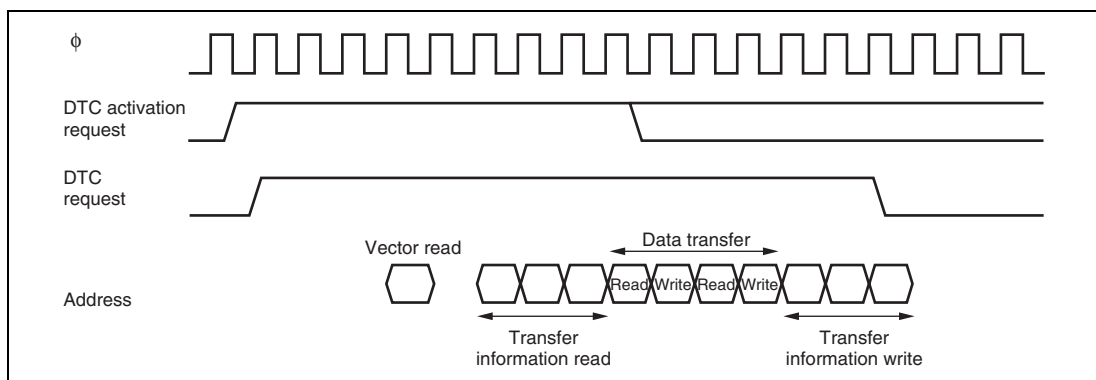 ϕ
DTC activation
request
DTC
request
Vector read
Data transfer
Address
Read Write Read Write
Transfer
information read
Transfer
information write